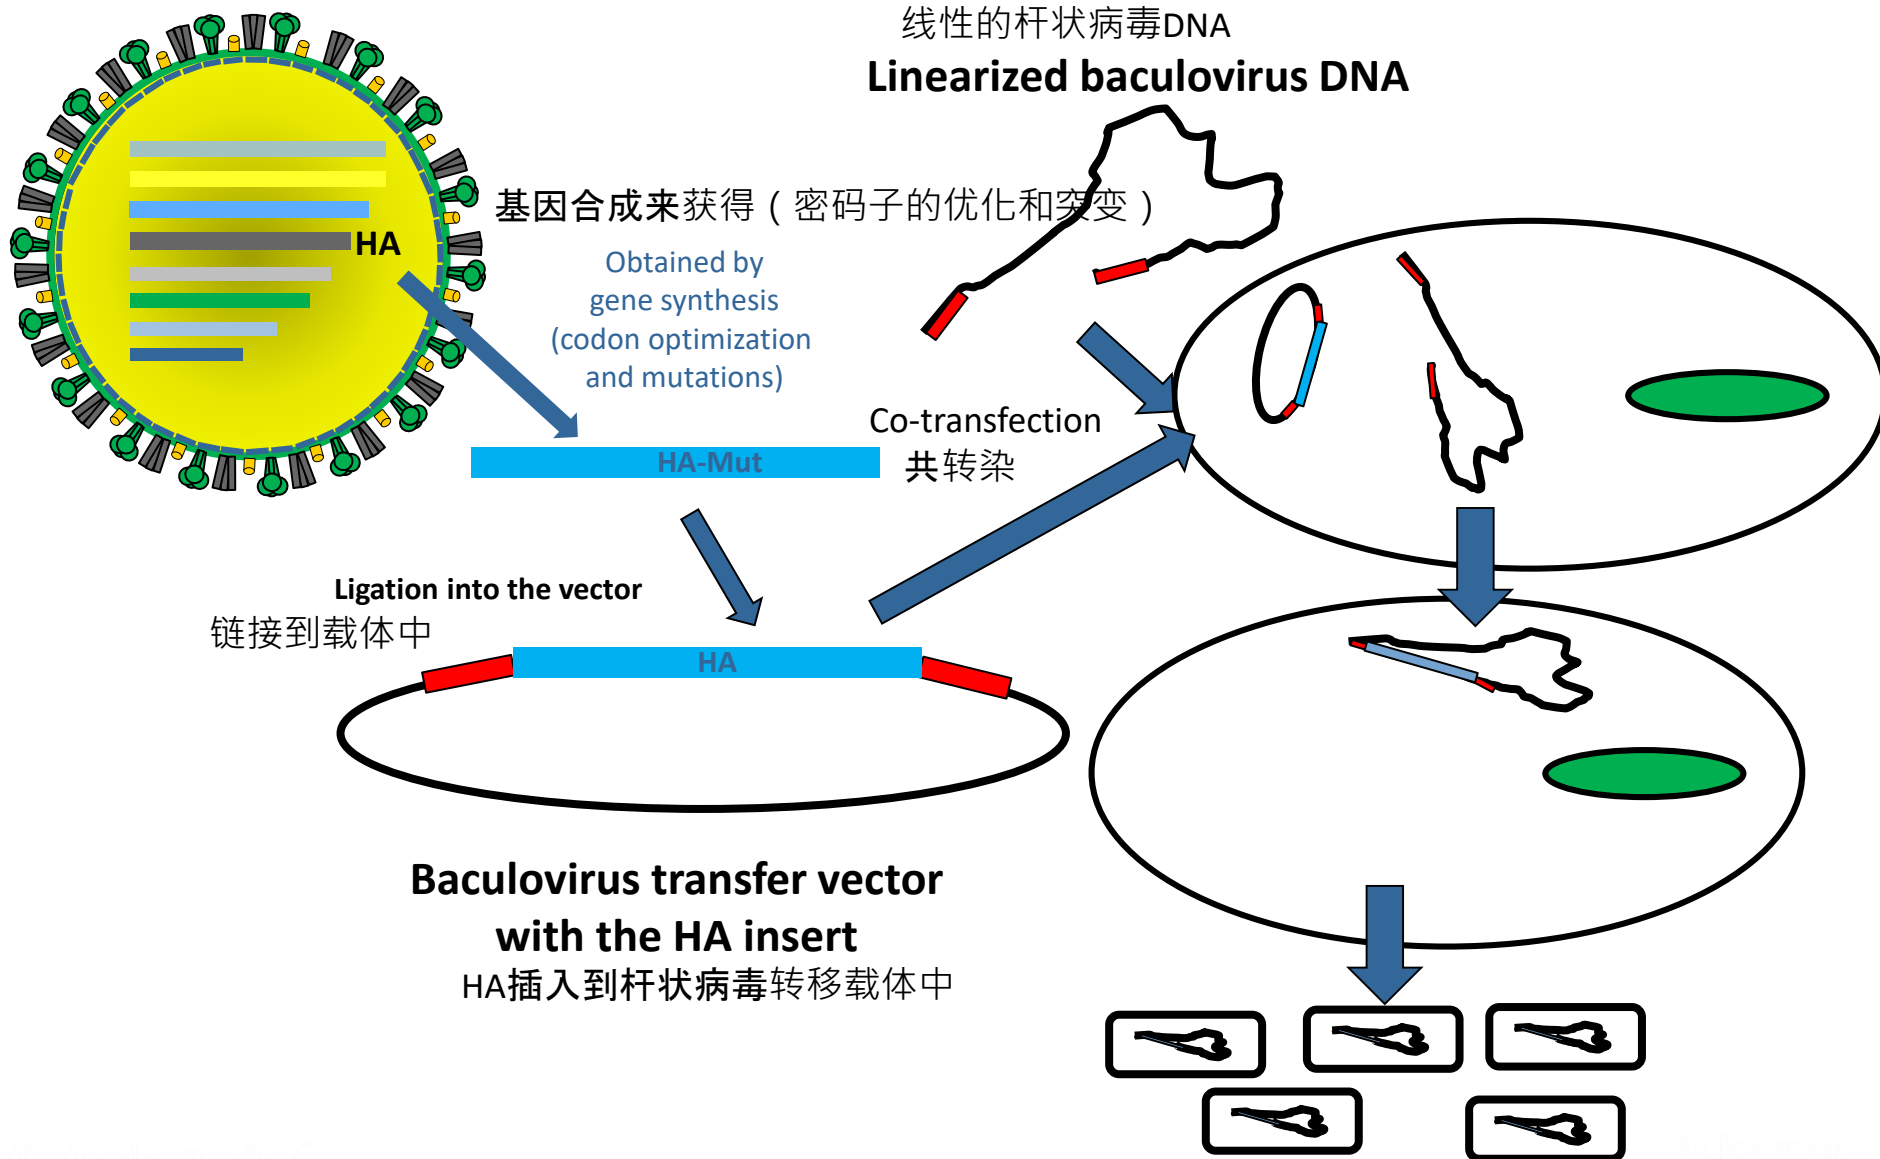 线性的杆状病毒DNA
Linearized baculovirus DNA
基因合成来获得（密码子的优化和突变）
HA
Obtained by
gene synthesis
(codon optimization
and mutations)
Co-transfection
共转染
HA-Mut
Ligation into the vector
链接到载体中
HA
Baculovirus transfer vector
with the HA insert
HA插入到杆状病毒转移载体中